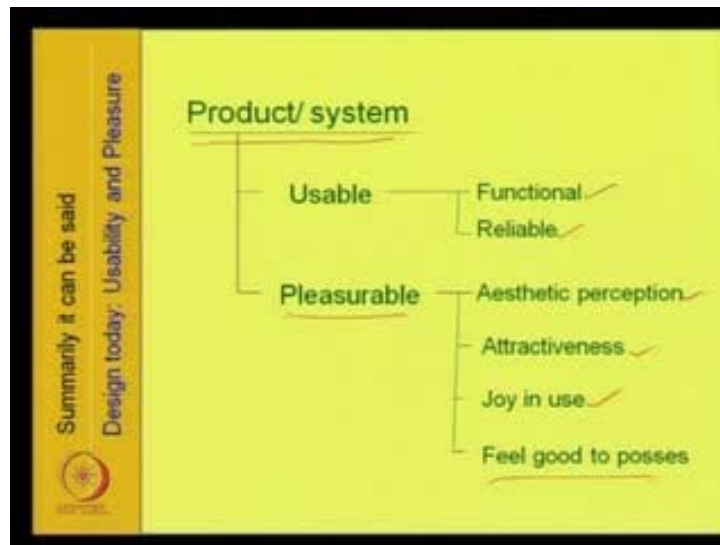 Summarily it can be said
Design today: Usability and Pleasure
Product/ system
Usable
Functional
Reliable
Pleasurable
Aesthetic perception
Attractiveness
Joy in use
Feel good to posses